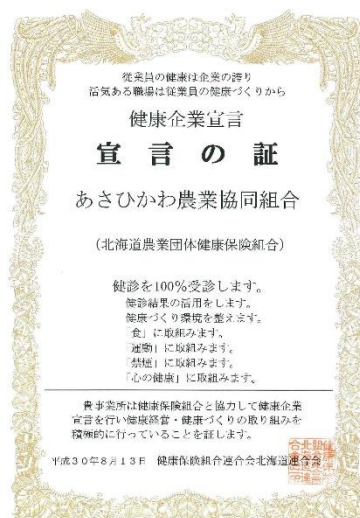 従業員の健康は企業の誇り
活気ある職場は従業員の健康づくりから
健康企業宣言
宣言の証
あさひかわ農業協同組合
(北海道農業団体健康保険組合)
健診を100%受診します。
健診結果の活用をします。
健康づくり環境を整えます。
「食」に取組みます。
「運動」に取組みます。
「禁煙」に取組みます。
「心の健康」に取組みます。
貴事業所は健康保険組合と協力して健康企業
宣言を行い健康経営・健康づくりの取り組みを
積極的に行っていることを証します。
平成30年8月13日 健康保険組合連合会北海道連合会